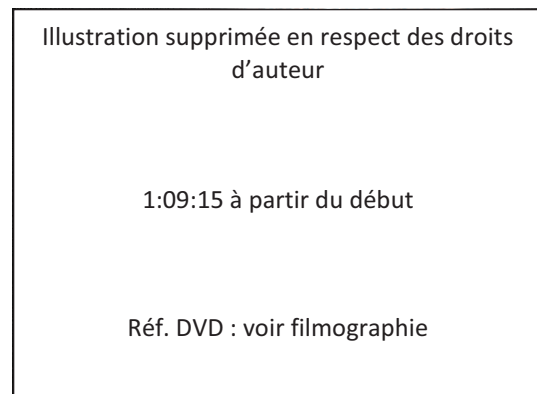 Illustration supprimée en respect des droits
d’auteur
1:09:15 à partir du début
Réf. DVD : voir filmographie